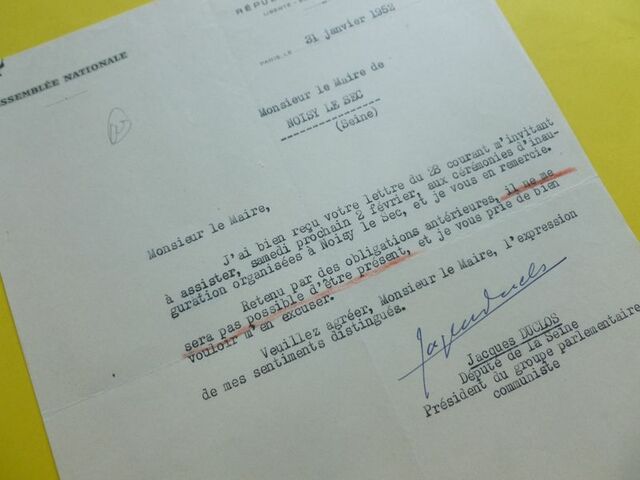 RÉPU
LIBERTÉ
ASSEMBLÉE NATIONALE
PARIS, LE
31 janvier 1952
Monsieur le Maire de
NOISY LE SEC
(Seine)
Monsieur le Maire,
J'ai bien reçu votre lettre du 28 courant m'invitant
à assister, samedi prochain 2 février, aux cérémonies d'inau-
guration organisées à Noisy le Sec, et je vous en remercie.
Retenu par des obligations antérieures, il ne me
sera pas possible d'être présent, et je vous prie de bien
vouloir m'en excuser.
Veuillez agréer, Monsieur le Maire, l'expression
de mes sentiments distingués.
Jacques Duclos
Jacques DUCLOS
Député de la Seine
Président du groupe parlementaire
communiste